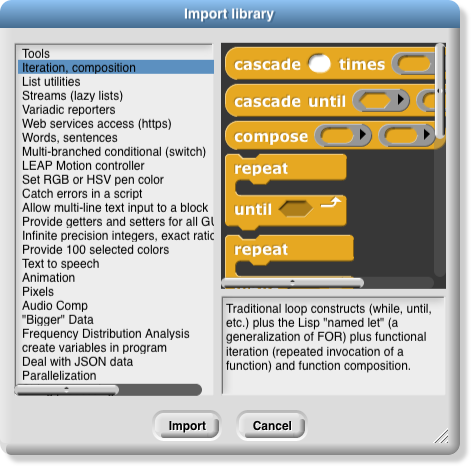 Import library
Tools
Iteration, composition
List utilities
Streams (lazy lists)
Variadic reporters
Web services access (https)
Words, sentences
Multi-branched conditional (switch)
LEAP Motion controller
Set RGB or HSV pen color
Catch errors in a script
Allow multi-line text input to a block
Provide getters and setters for all GU
Infinite precision integers, exact ratio
Provide 100 selected colors
Text to speech
Animation
Pixels
Audio Comp
"Bigger" Data
Frequency Distribution Analysis
create variables in program
Deal with JSON data
Parallelization
cascade times
cascade until
compose
repeat
until
repeat
Traditional loop constructs (while, until,
etc.) plus the Lisp "named let" (a
generalization of FOR) plus functional
iteration (repeated invocation of a
function) and function composition.
Import
Cancel